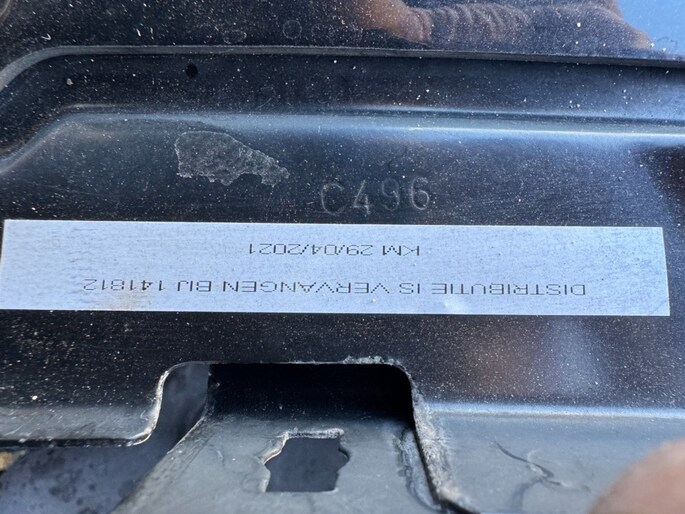 C496
DISTRIBUTIE IS VERVANGEN BIJ 141812
KM 29/04/2021